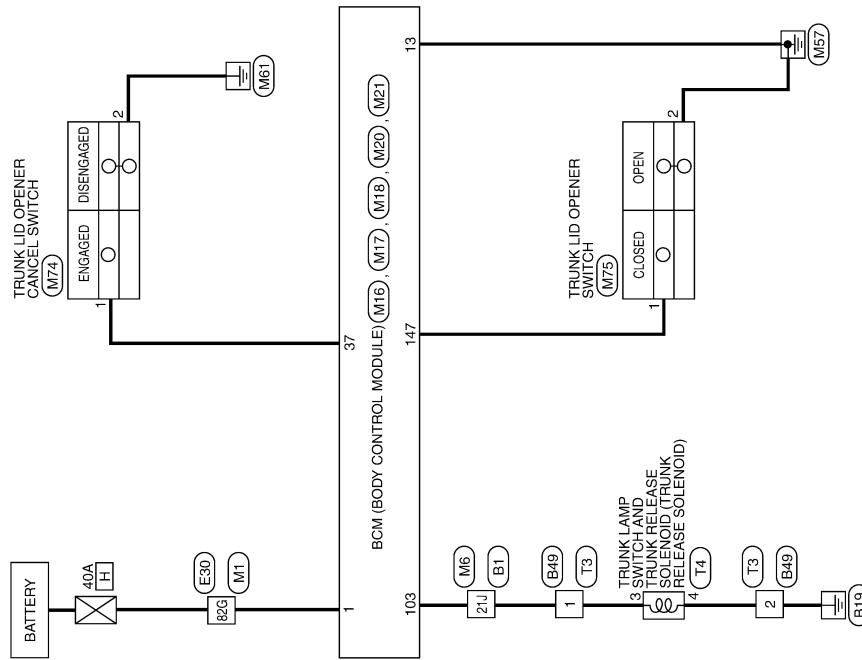 BATTERY
40A
H
82G
E30
M1
1
TRUNK LID OPENER
CANCEL SWITCH
M74
ENGAGED
DISENGAGED
1
2
M61
37
BCM (BODY CONTROL MODULE) M16 , M17 , M18 , M20 , M21
103
147
13
21J
M6
B1
1
B49
T3
TRUNK LAMP
SWITCH AND
TRUNK RELEASE
SOLENOID (TRUNK
RELEASE SOLENOID)
3
4
T4
2
T3
B49
B19
TRUNK LID OPENER
SWITCH
M75
CLOSED
OPEN
1
2
M57